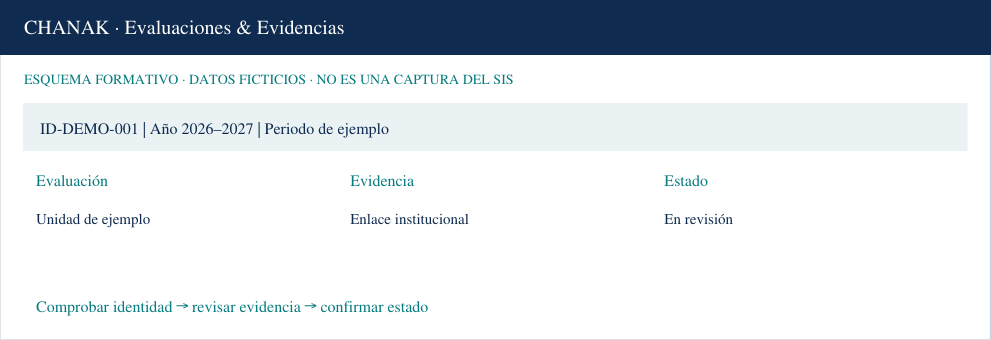 CHANAK · Evaluaciones & Evidencias
ESQUEMA FORMATIVO · DATOS FICTICIOS · NO ES UNA CAPTURA DEL SIS
ID-DEMO-001 | Año 2026–2027 | Periodo de ejemplo
Evaluación Evidencia Estado
Unidad de ejemplo Enlace institucional En revisión
Comprobar identidad → revisar evidencia → confirmar estado